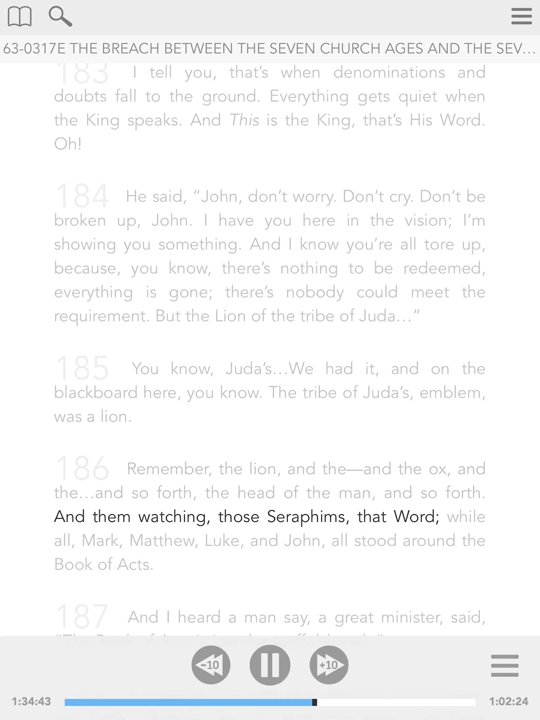 63-0317E THE BREACH BETWEEN THE SEVEN CHURCH AGES AND THE SEV...
183 I tell you, that's when denominations and
doubts fall to the ground. Everything gets quiet when
the King speaks. And This is the King, that's His Word.
Oh!
184 He said, “John, don't worry. Don't cry. Don't be
broken up, John. I have you here in the vision; I'm
showing you something. And I know you're all tore up,
because, you know, there's nothing to be redeemed,
everything is gone; there's nobody could meet the
requirement. But the Lion of the tribe of Juda…”
185 You know, Juda's…We had it, and on the
blackboard here, you know. The tribe of Juda's, emblem,
was a lion.
186 Remember, the lion, and the—and the ox, and
the…and so forth, the head of the man, and so forth.
And them watching, those Seraphims, that Word; while
all, Mark, Matthew, Luke, and John, all stood around the
Book of Acts.
187 And I heard a man say, a great minister, said,
-10 +10
1:34:43 1:02:24